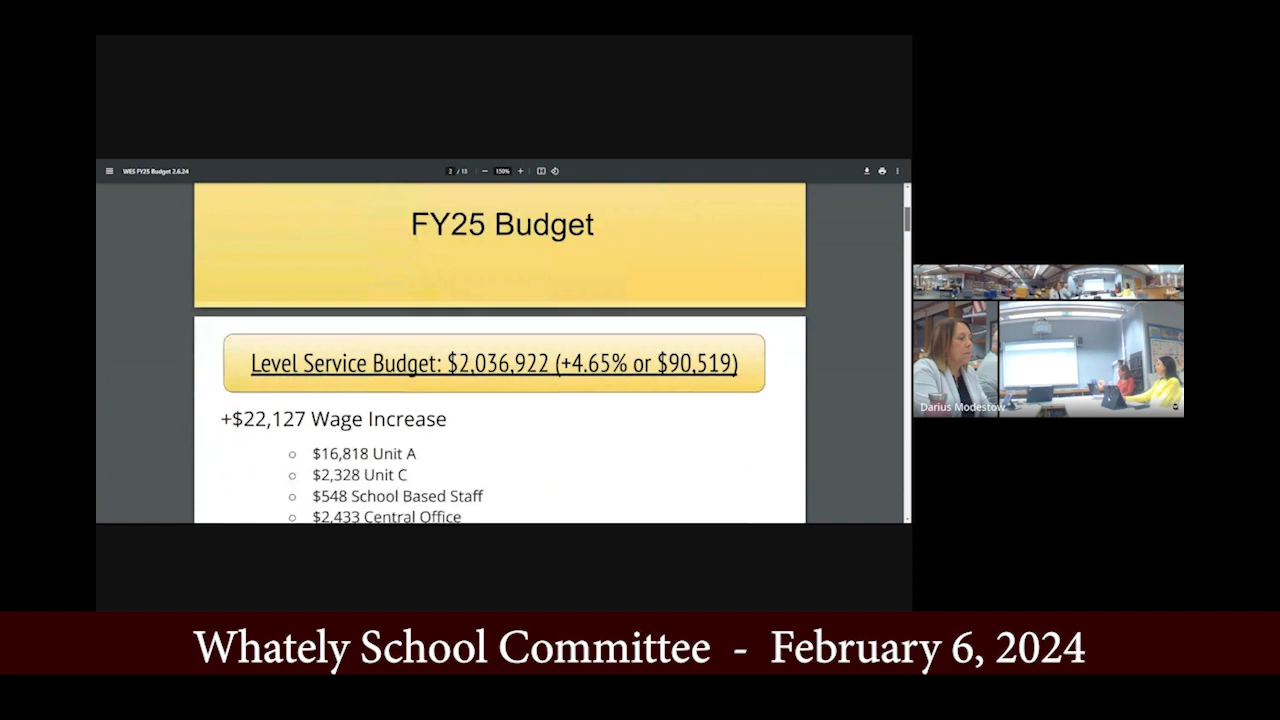 WES FY25 Budget 2.6.24
2 / 13
150%
FY25 Budget
Level Service Budget: $2,036,922 (+4.65% or $90,519)
+$22,127 Wage Increase
$16,818 Unit A
$2,328 Unit C
$548 School Based Staff
$2,433 Central Office
Darius Modestow
Whately School Committee - February 6, 2024